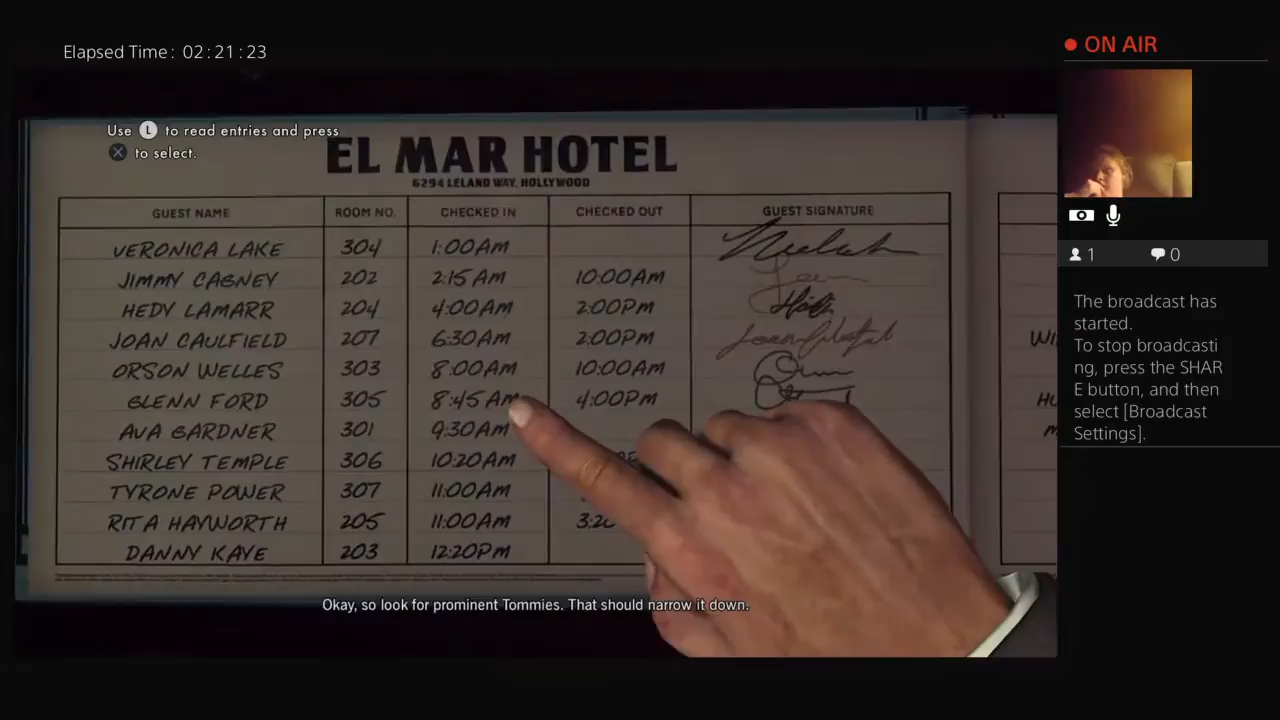 Elapsed Time: 02:21:23
ON AIR
Use L to read entries and press
X to select.
EL MAR HOTEL
6294 LELAND WAY, HOLLYWOOD
GUEST NAME ROOM NO. CHECKED IN CHECKED OUT GUEST SIGNATURE
VERONICA LAKE 304 1:00AM
JIMMY CAGNEY 202 2:15AM 10:00AM
HEDY LAMARR 204 4:00AM 2:00PM
JOAN CAULFIELD 207 6:30AM 2:00PM
ORSON WELLES 303 8:00AM 10:00AM
GLENN FORD 305 8:45AM 4:00PM
AVA GARDNER 301 9:30AM
SHIRLEY TEMPLE 306 10:20AM
TYRONE POWER 307 11:00AM
RITA HAYWORTH 205 11:00AM 3:20
DANNY KAYE 203 12:20PM
Okay, so look for prominent Tommies. That should narrow it down.
1 0
The broadcast has
started.
To stop broadcasti
ng, press the SHAR
E button, and then
select [Broadcast
Settings].